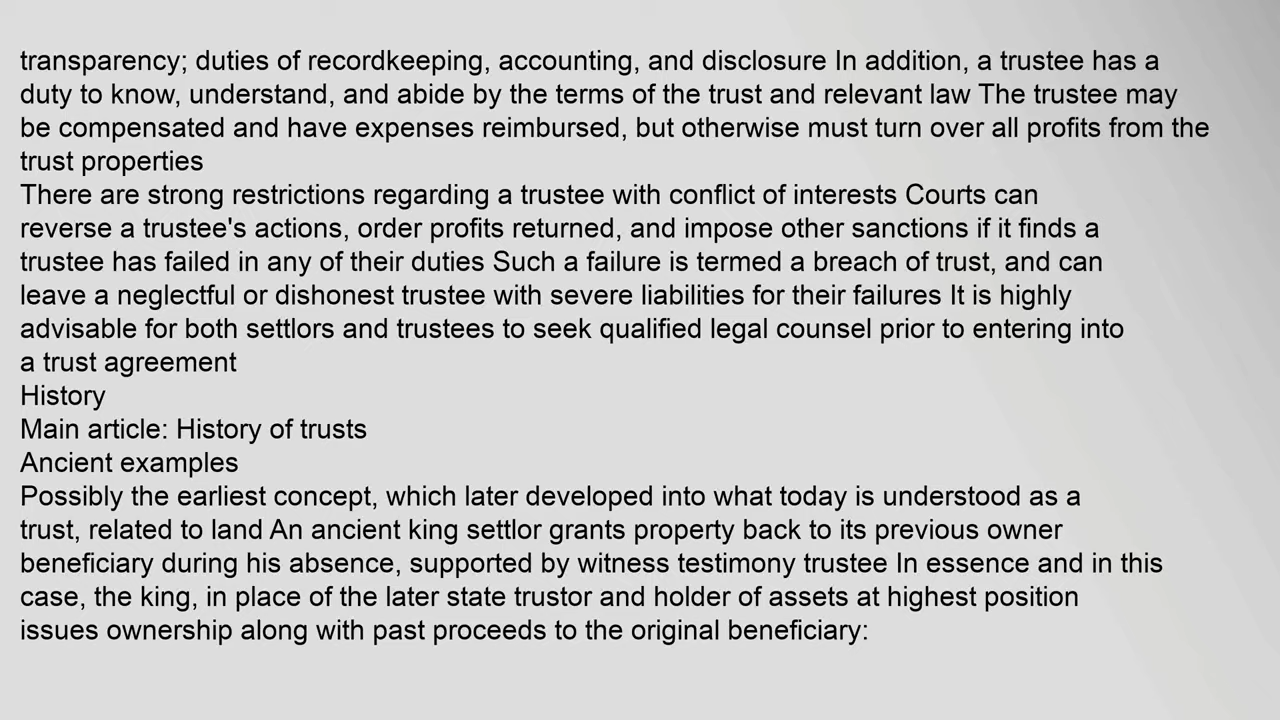 transparency; duties of recordkeeping, accounting, and disclosure In addition, a trustee has a
duty to know, understand, and abide by the terms of the trust and relevant law The trustee may
be compensated and have expenses reimbursed, but otherwise must turn over all profits from the
trust properties
There are strong restrictions regarding a trustee with conflict of interests Courts can
reverse a trustee's actions, order profits returned, and impose other sanctions if it finds a
trustee has failed in any of their duties Such a failure is termed a breach of trust, and can
leave a neglectful or dishonest trustee with severe liabilities for their failures It is highly
advisable for both settlors and trustees to seek qualified legal counsel prior to entering into
a trust agreement
History
Main article: History of trusts
Ancient examples
Possibly the earliest concept, which later developed into what today is understood as a
trust, related to land An ancient king settlor grants property back to its previous owner
beneficiary during his absence, supported by witness testimony trustee In essence and in this
case, the king, in place of the later state trustor and holder of assets at highest position
issues ownership along with past proceeds to the original beneficiary: